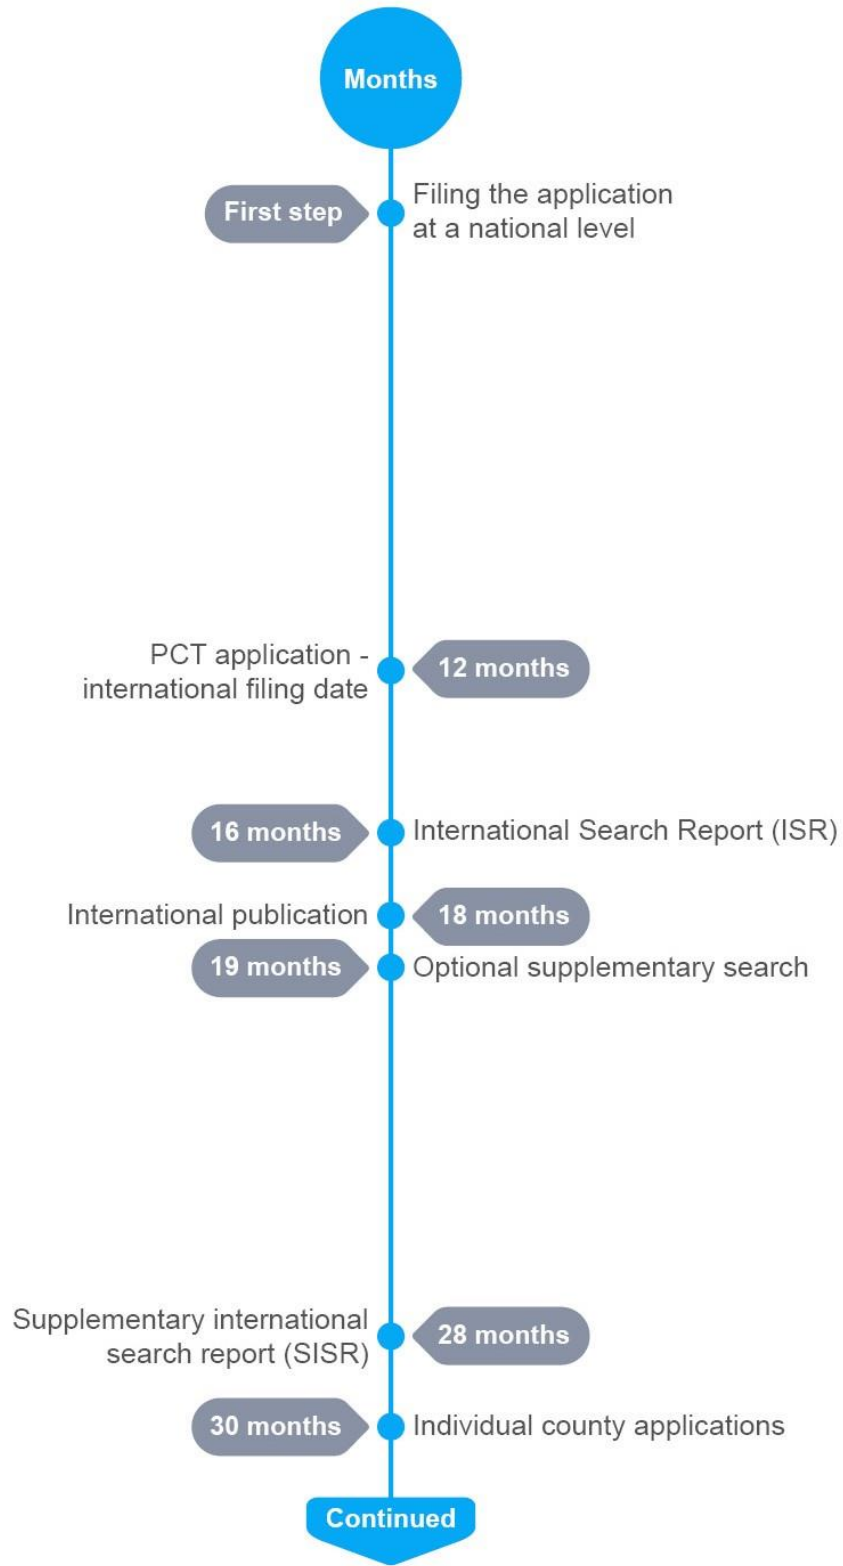 Months
First step
Filing the application
at a national level
PCT application -
international filing date
12 months
16 months
International Search Report (ISR)
International publication
18 months
19 months
Optional supplementary search
Supplementary international
search report (SISR)
28 months
30 months
Individual county applications
Continued